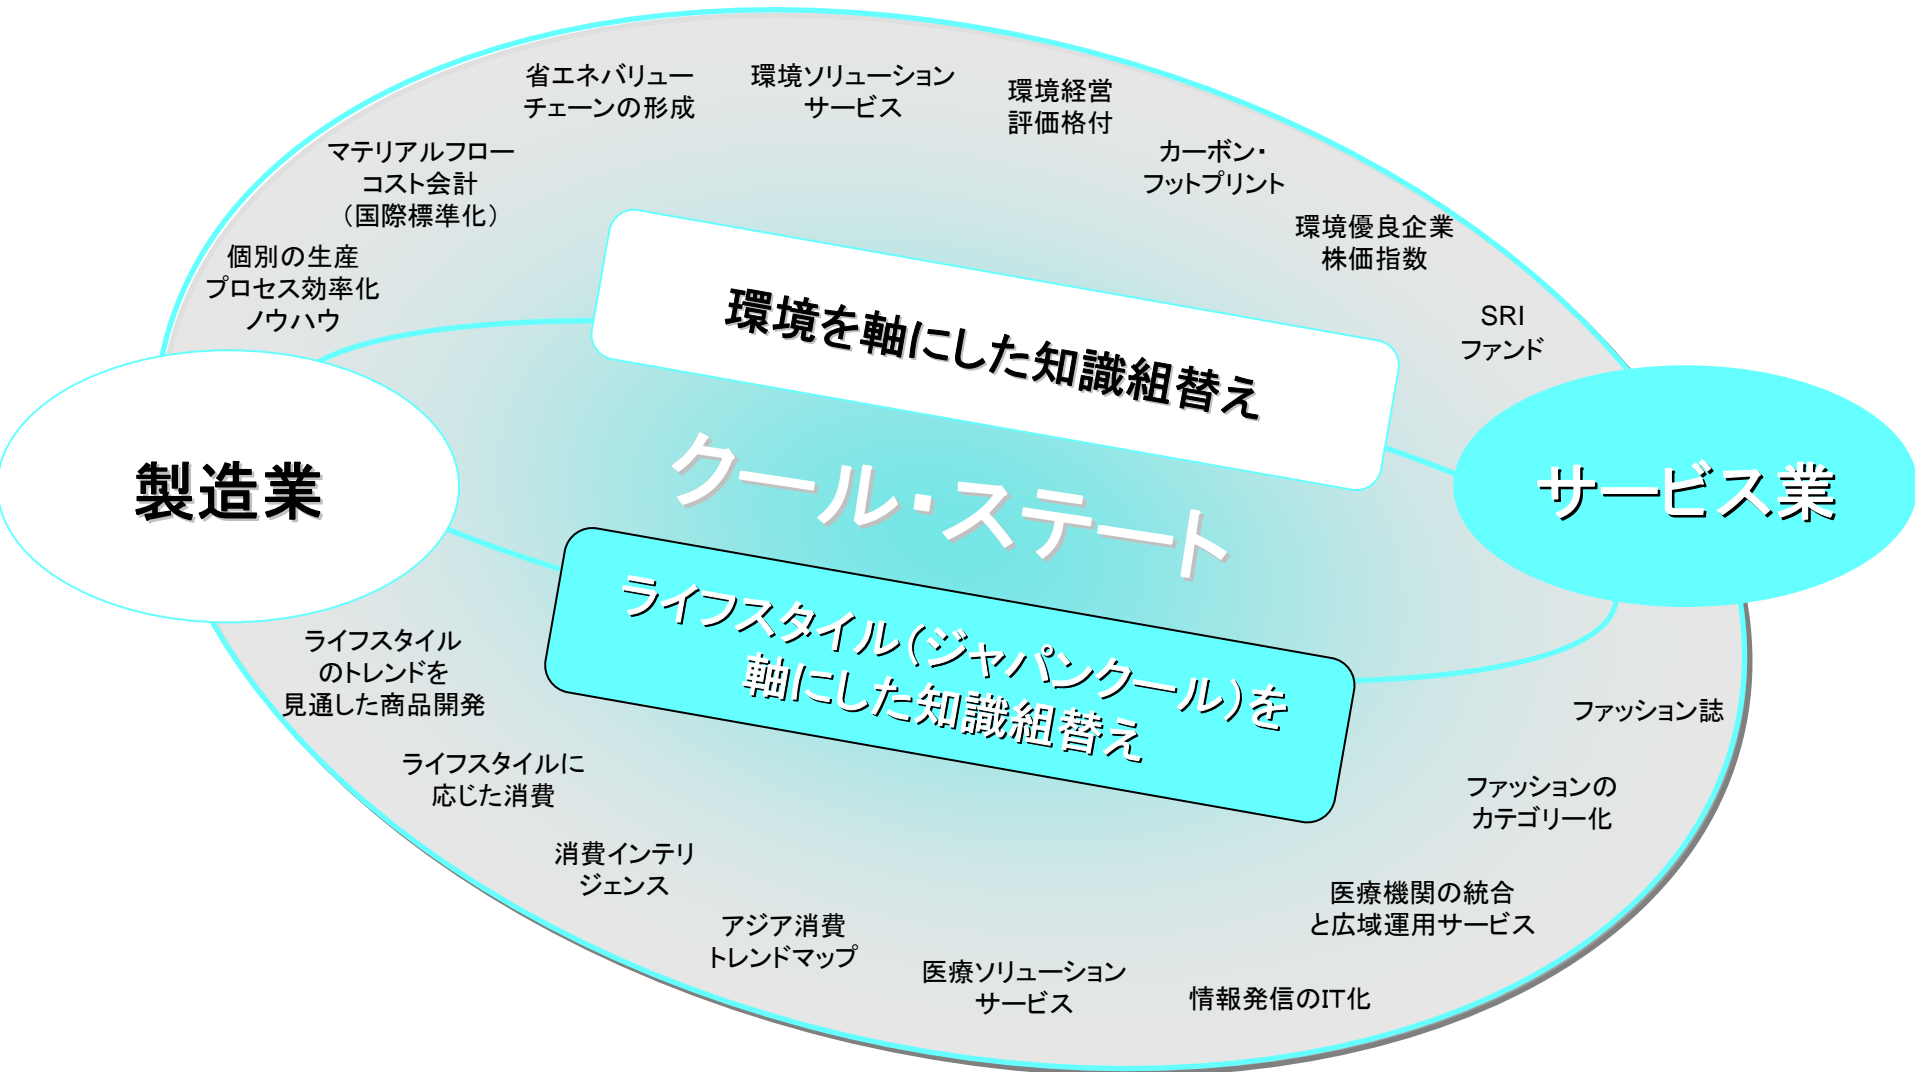 省エネバリュー
チェーンの形成
環境ソリューション
サービス
環境経営
評価格付
カーボン・
フットプリント
マテリアルフロー
コスト会計
（国際標準化）
環境優良企業
株価指数
個別の生産
プロセス効率化
ノウハウ
SRI
ファンド
環境を軸にした知識組替え
製造業
クール・ステート
サービス業
ライフスタイル（ジャパンクール）を
軸にした知識組替え
ライフスタイル
のトレンドを
見通した商品開発
ファッション誌
ライフスタイルに
応じた消費
ファッションの
カテゴリー化
消費インテリ
ジェンス
医療機関の統合
と広域運用サービス
アジア消費
トレンドマップ
医療ソリューション
サービス
情報発信のIT化